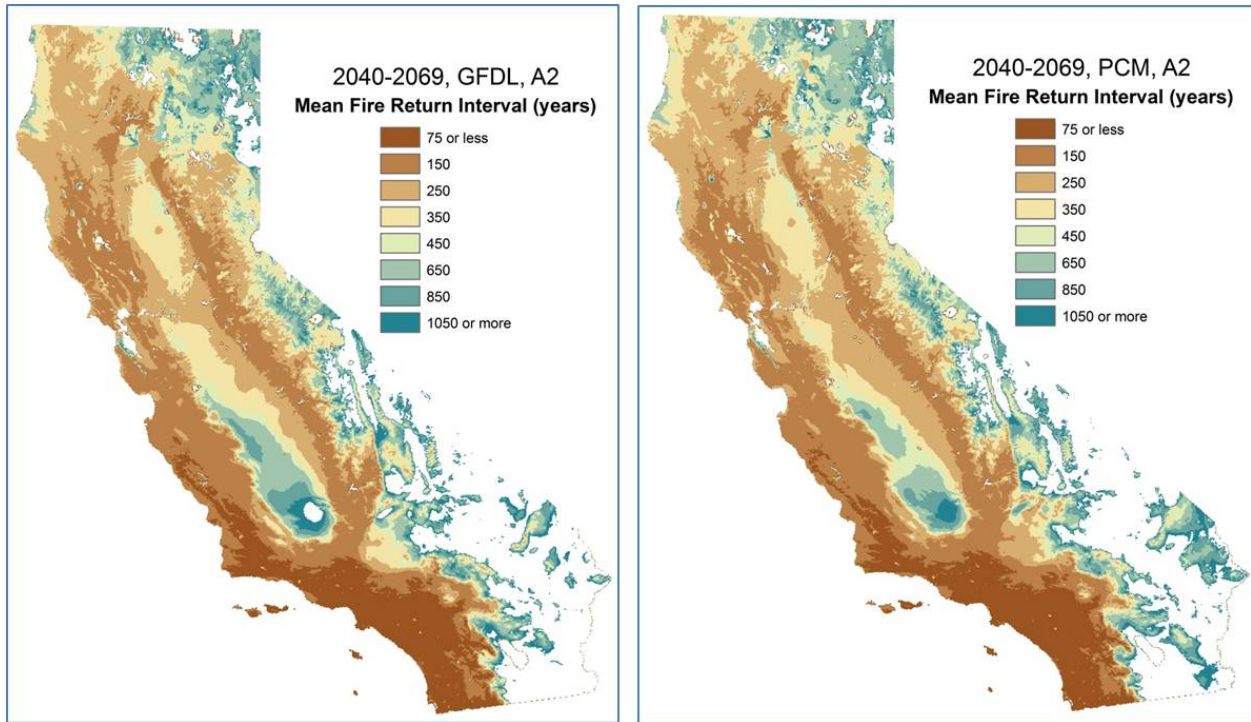 2040-2069, GFDL, A2
Mean Fire Return Interval (years)
75 or less
150
250
350
450
650
850
1050 or more
2040-2069, PCM, A2
Mean Fire Return Interval (years)
75 or less
150
250
350
450
650
850
1050 or more